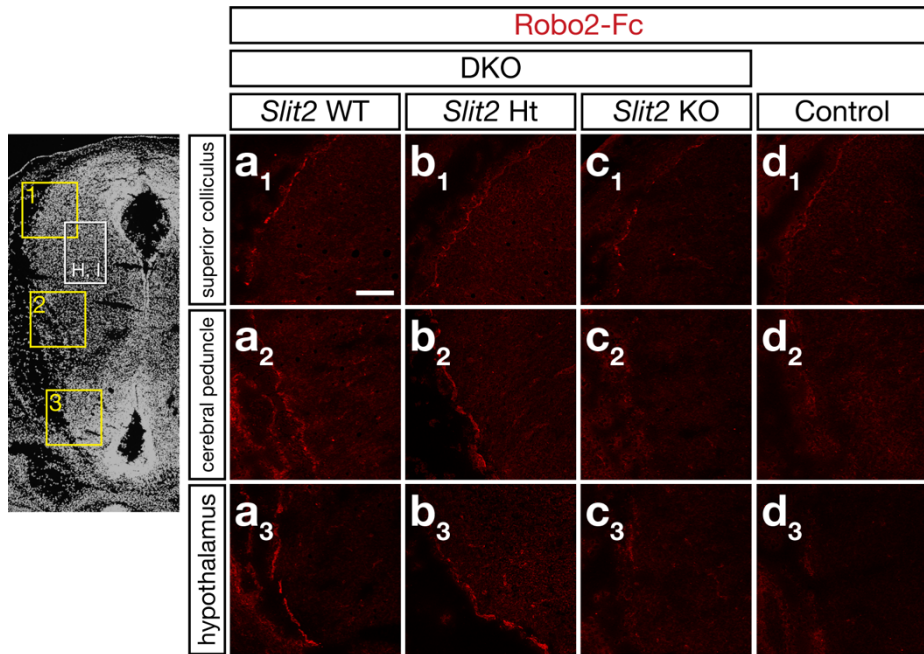 Robo2-Fc
DKO
Slit2 WT
Slit2 Ht
Slit2 KO
Control
1
H, I
2
3
superior colliculus
a1
b1
c1
d1
cerebral peduncle
a2
b2
c2
d2
hypothalamus
a3
b3
c3
d3